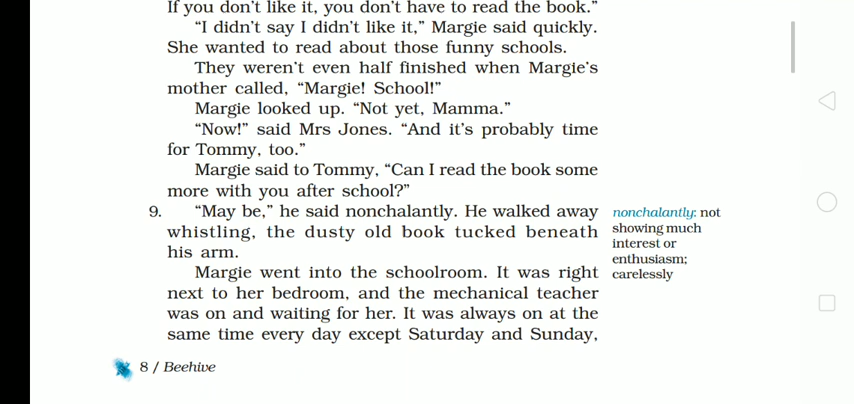 If you don't like it, you don't have to read the book.”
“I didn't say I didn't like it,” Margie said quickly.
She wanted to read about those funny schools.
They weren't even half finished when Margie's
mother called, “Margie! School!”
Margie looked up. “Not yet, Mamma.”
“Now!” said Mrs Jones. “And it's probably time
for Tommy, too.”
Margie said to Tommy, “Can I read the book some
more with you after school?”
9. “May be,” he said nonchalantly. He walked away
whistling, the dusty old book tucked beneath
his arm.
Margie went into the schoolroom. It was right
next to her bedroom, and the mechanical teacher
was on and waiting for her. It was always on at the
same time every day except Saturday and Sunday,
nonchalantly: not
showing much
interest or
enthusiasm;
carelessly
8 / Beehive